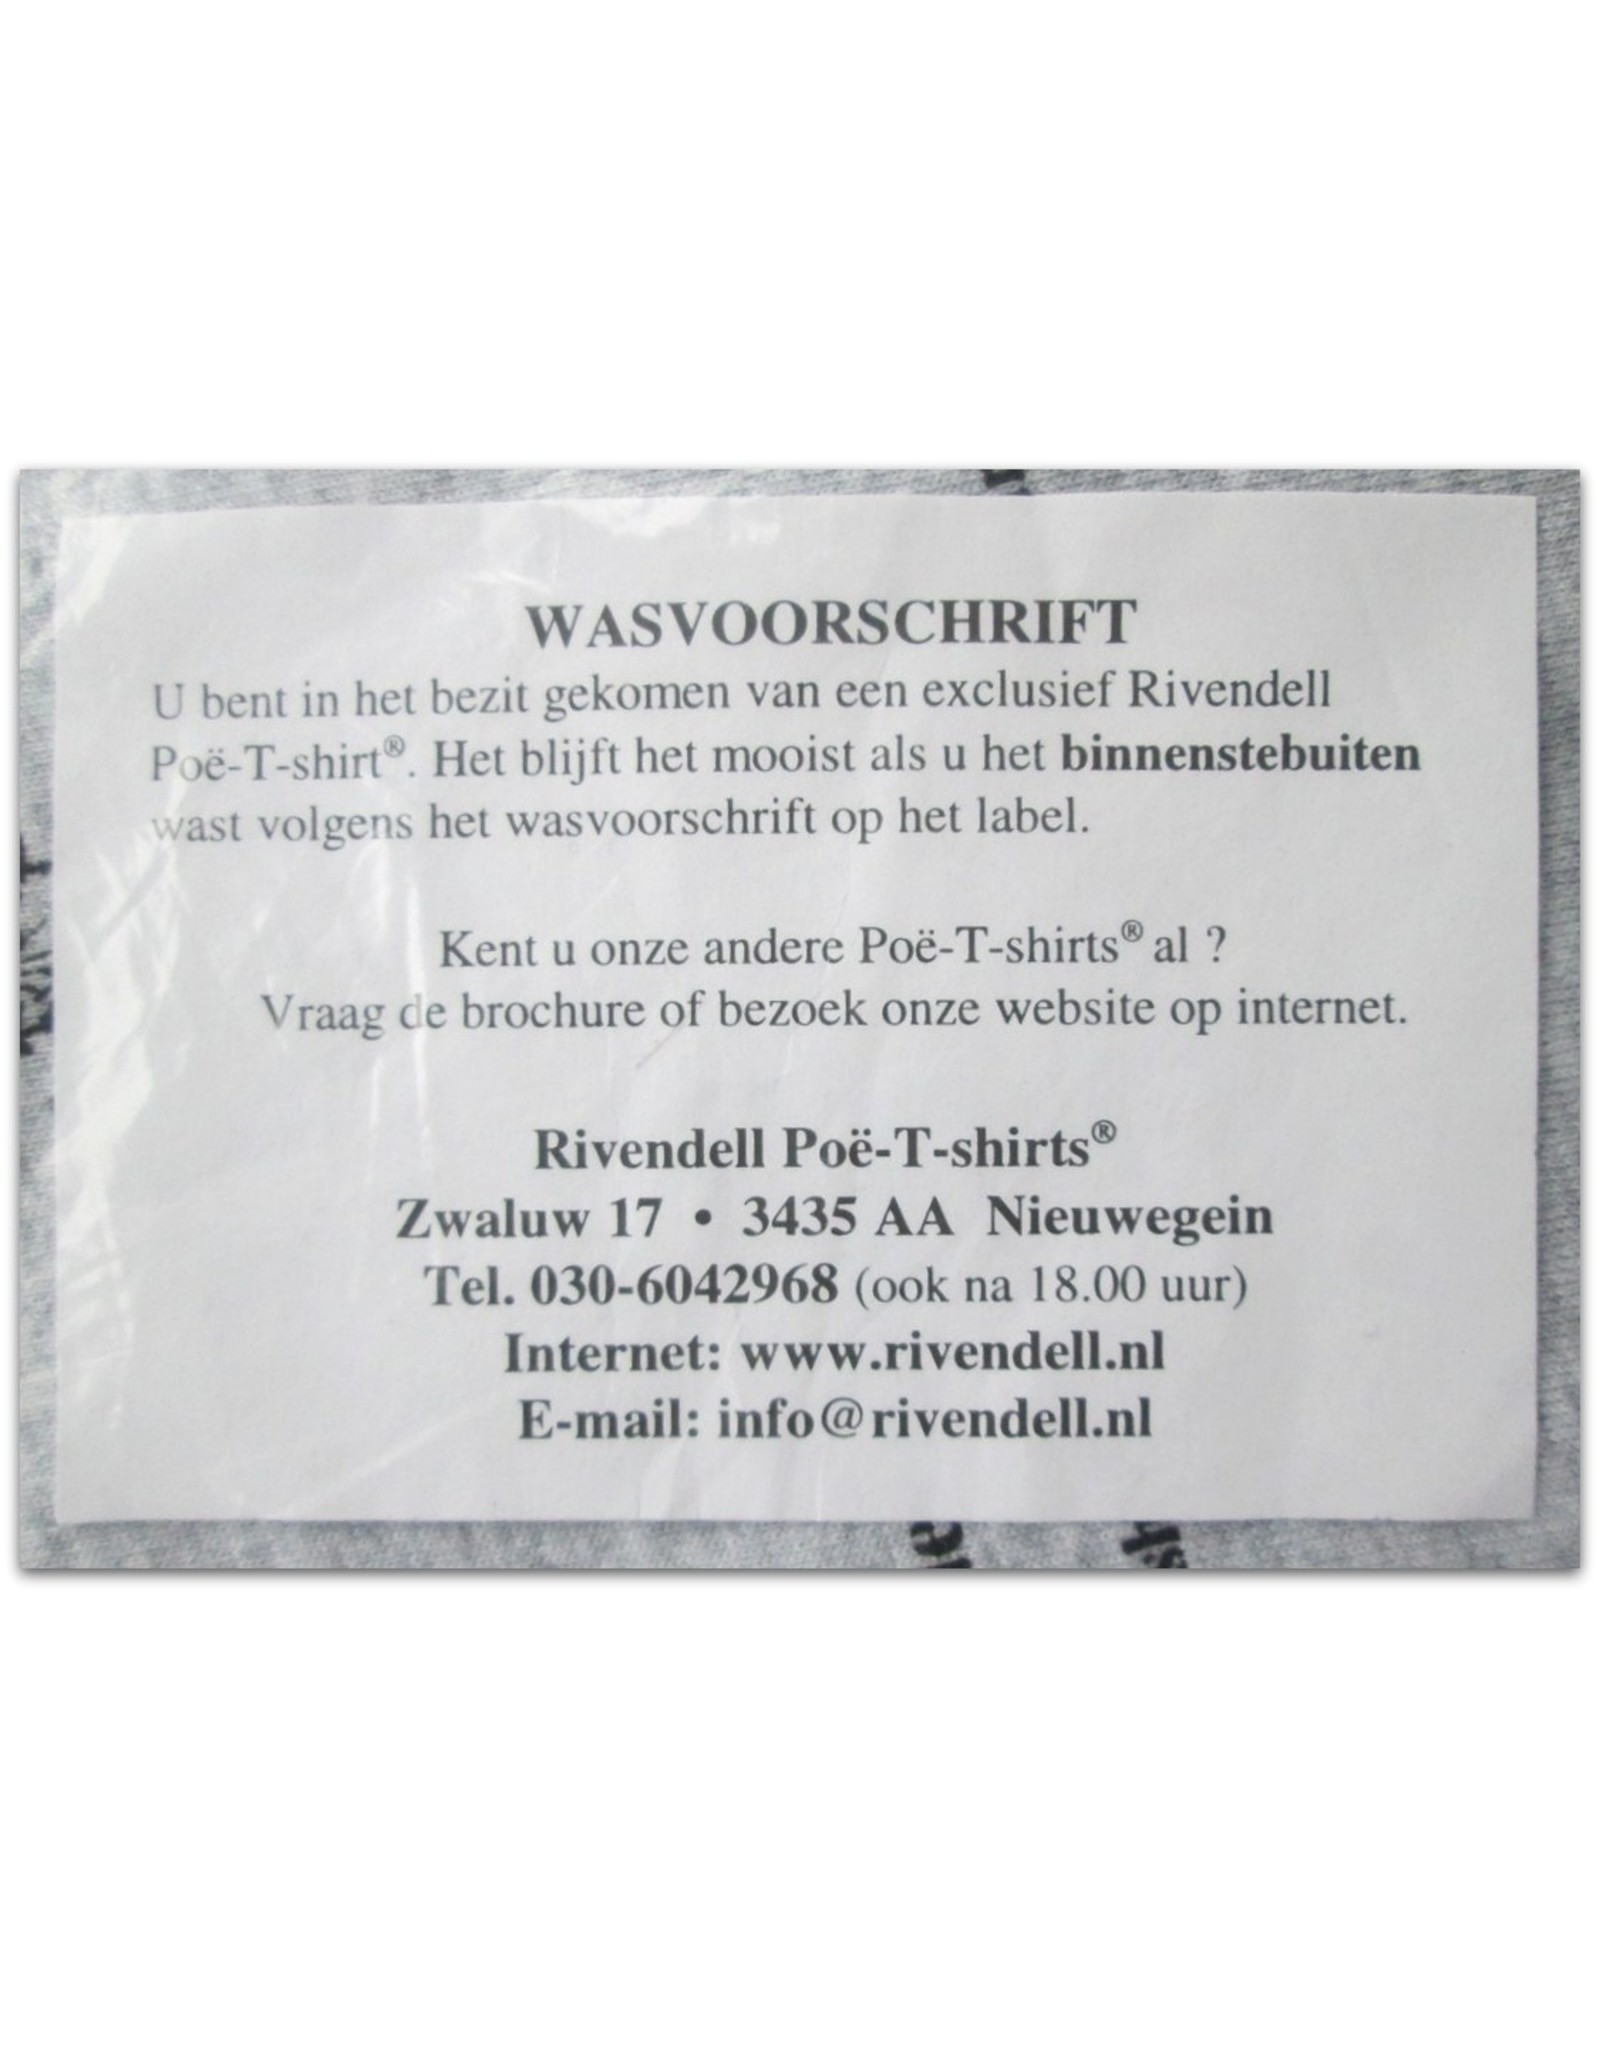 WASVOORSCHRIFT
U bent in het bezit gekomen van een exclusief Rivendell
Poë-T-shirt®. Het blijft het mooist als u het binnenstebuiten
wast volgens het wasvoorschrift op het label.
Kent u onze andere Poë-T-shirts® al ?
Vraag de brochure of bezoek onze website op internet.
Rivendell Poë-T-shirts®
Zwaluw 17 • 3435 AA Nieuwegein
Tel. 030-6042968 (ook na 18.00 uur)
Internet: www.rivendell.nl
E-mail: info@rivendell.nl